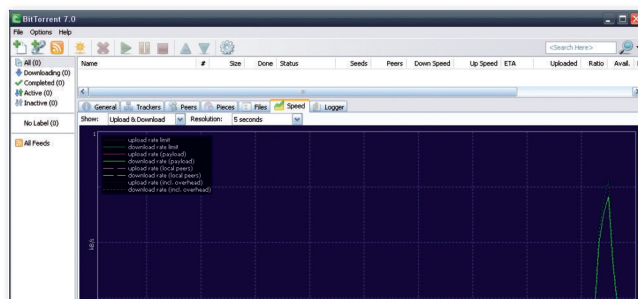 BitTorrent 7.0
File Options Help
<Search Here>
All (0)
Downloading (0)
Completed (0)
Active (0)
Inactive (0)
No Label (0)
All Feeds
Name # Size Done Status Seeds Peers Down Speed Up Speed ETA Uploaded Ratio Avail.
General Trackers Peers Pieces Files Speed Logger
Show: Upload & Download Resolution: 5 seconds
1
upload rate limit
download rate limit
upload rate (payload)
download rate (payload)
upload rate (local peers)
download rate (local peers)
upload rate (incl. overhead)
download rate (incl. overhead)
kB/s